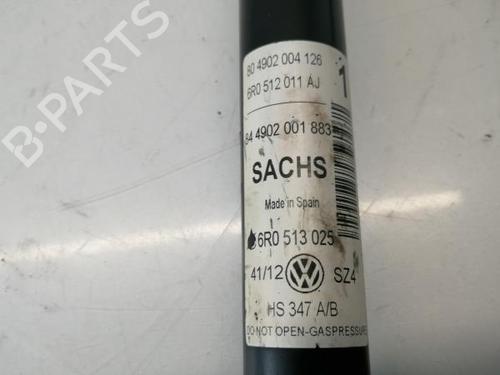 80 4902 004 126
6R0 512 011 AJ
1
84 4902 001 883
SACHS
Made in Spain
6R0 513 025
41/12 SZ4
HS 347 A/B
DO NOT OPEN-GASPRESSURE
B-PARTS